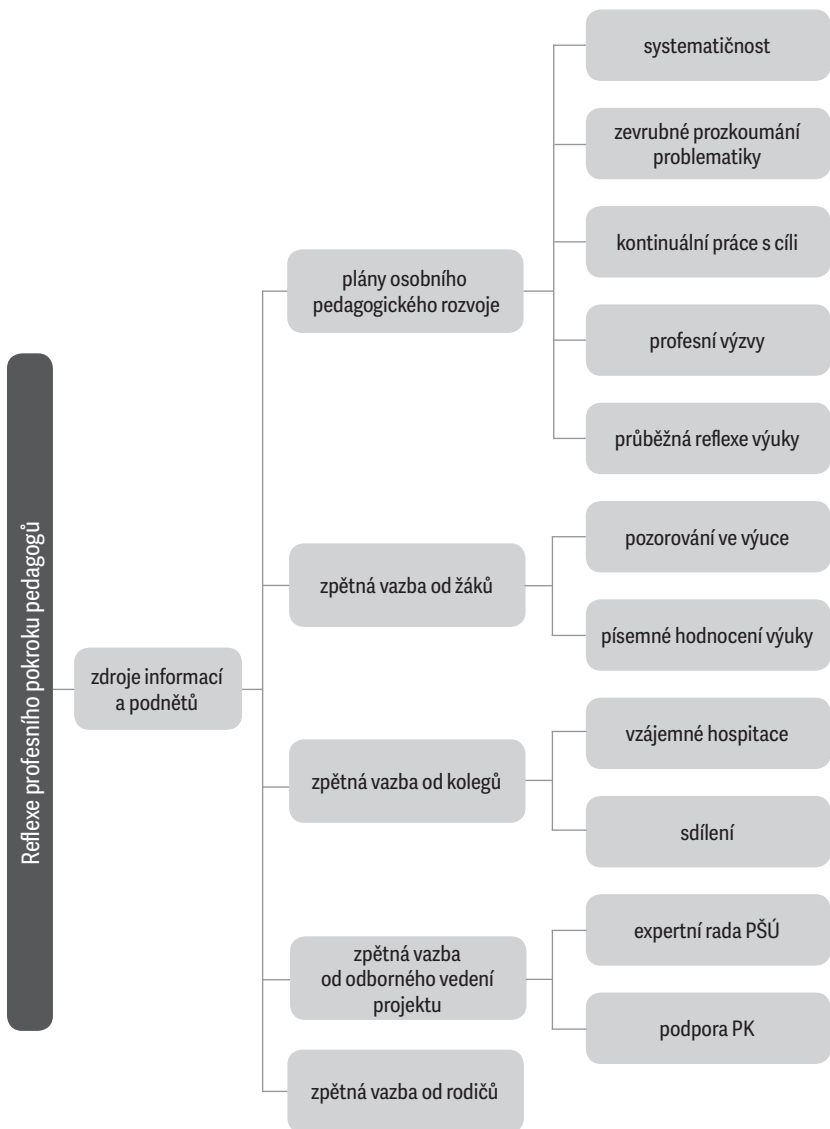 Reflexe profesního pokroku pedagogů
zdroje informací
a podnětů
plány osobního
pedagogického rozvoje
systematičnost
zevrubné prozkoumání
problematiky
kontinuální práce s cíli
profesní výzvy
průběžná reflexe výuky
zpětná vazba od žáků
pozorování ve výuce
písemné hodnocení výuky
zpětná vazba od kolegů
vzájemné hospitace
sdílení
zpětná vazba
od odborného vedení
projektu
expertní rada PŠÚ
podpora PK
zpětná vazba od rodičů